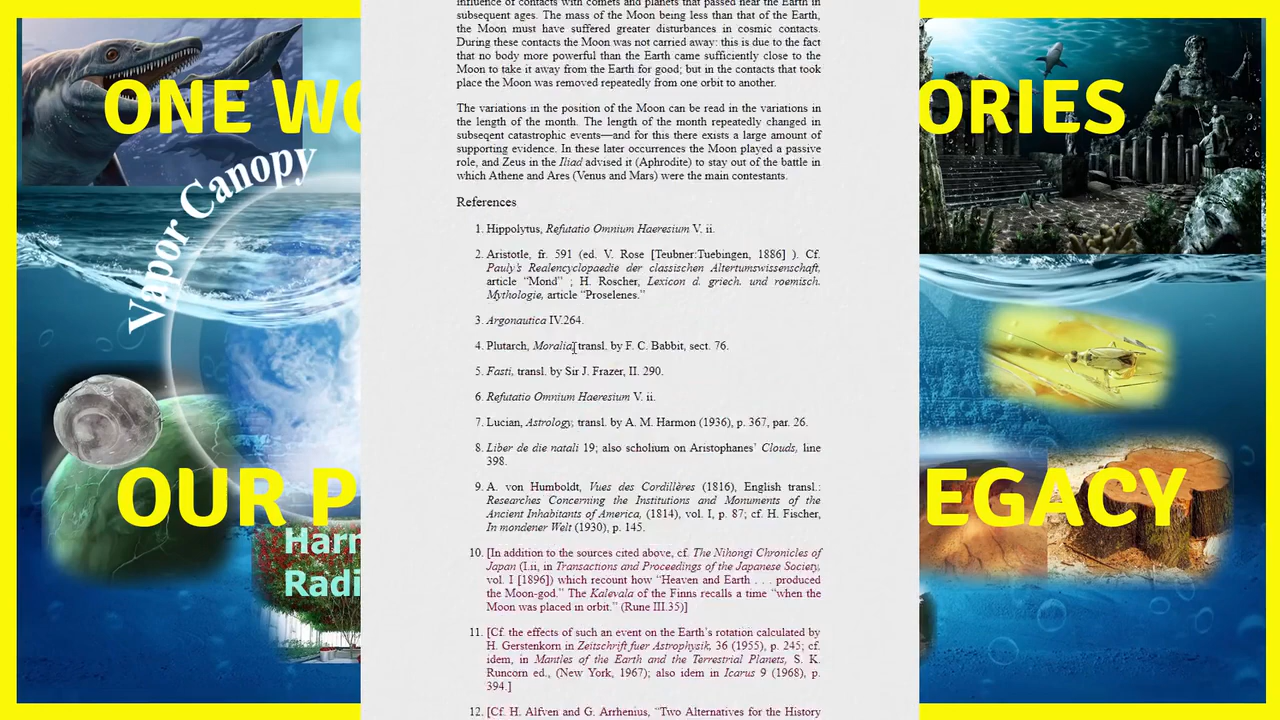 influence of contacts with comets and planets that passed near the Earth in
subsequent ages. The mass of the Moon being less than that of the Earth,
the Moon must have suffered greater disturbances in cosmic contacts.
During these contacts the Moon was not carried away: this is due to the fact
that no body more powerful than the Earth came sufficiently close to the
Moon to take it away from the Earth for good; but in the contacts that took
place the Moon was removed repeatedly from one orbit to another.
The variations in the position of the Moon can be read in the variations in
the length of the month. The length of the month repeatedly changed in
subseqent catastrophic events—and for this there exists a large amount of
supporting evidence. In these later occurrences the Moon played a passive
role, and Zeus in the Iliad advised it (Aphrodite) to stay out of the battle in
which Athene and Ares (Venus and Mars) were the main contestants.
References
1. Hippolytus, Refutatio Omnium Haeresium V. ii.
2. Aristotle, fr. 591 (ed. V. Rose [Teubner:Tuebingen, 1886] ). Cf.
Pauly's Realencyclopaedie der classischen Altertumswissenschaft,
article “Mond” ; H. Roscher, Lexicon d. griech. und roemisch.
Mythologie, article “Proselenes.”
3. Argonautica IV.264.
4. Plutarch, Moralia, transl. by F. C. Babbit, sect. 76.
5. Fasti, transl. by Sir J. Frazer, II. 290.
6. Refutatio Omnium Haeresium V. ii.
7. Lucian, Astrology, transl. by A. M. Harmon (1936), p. 367, par. 26.
8. Liber de die natali 19; also scholium on Aristophanes’ Clouds, line
398.
9. A. von Humboldt, Vues des Cordillères (1816), English transl.:
Researches Concerning the Institutions and Monuments of the
Ancient Inhabitants of America, (1814), vol. I, p. 87; cf. H. Fischer,
In mondener Welt (1930), p. 145.
10. [In addition to the sources cited above, cf. The Nihongi Chronicles of
Japan (I.ii, in Transactions and Proceedings of the Japanese Society,
vol. I [1896]) which recount how “Heaven and Earth . . . produced
the Moon-god.” The Kalevala of the Finns recalls a time “when the
Moon was placed in orbit.” (Rune III.35)]
11. [Cf. the effects of such an event on the Earth’s rotation calculated by
H. Gerstenkorn in Zeitschrift fuer Astrophysik, 36 (1955), p. 245; cf.
idem, in Mantles of the Earth and the Terrestrial Planets, S. K.
Runcorn ed., (New York, 1967); also idem in Icarus 9 (1968), p.
394.]
12. [Cf. H. Alfven and G. Arrhenius, “Two Alternatives for the History
ONE WO
ORIES
Vapor Canopy
OUR P
EGACY
Harm
Radi